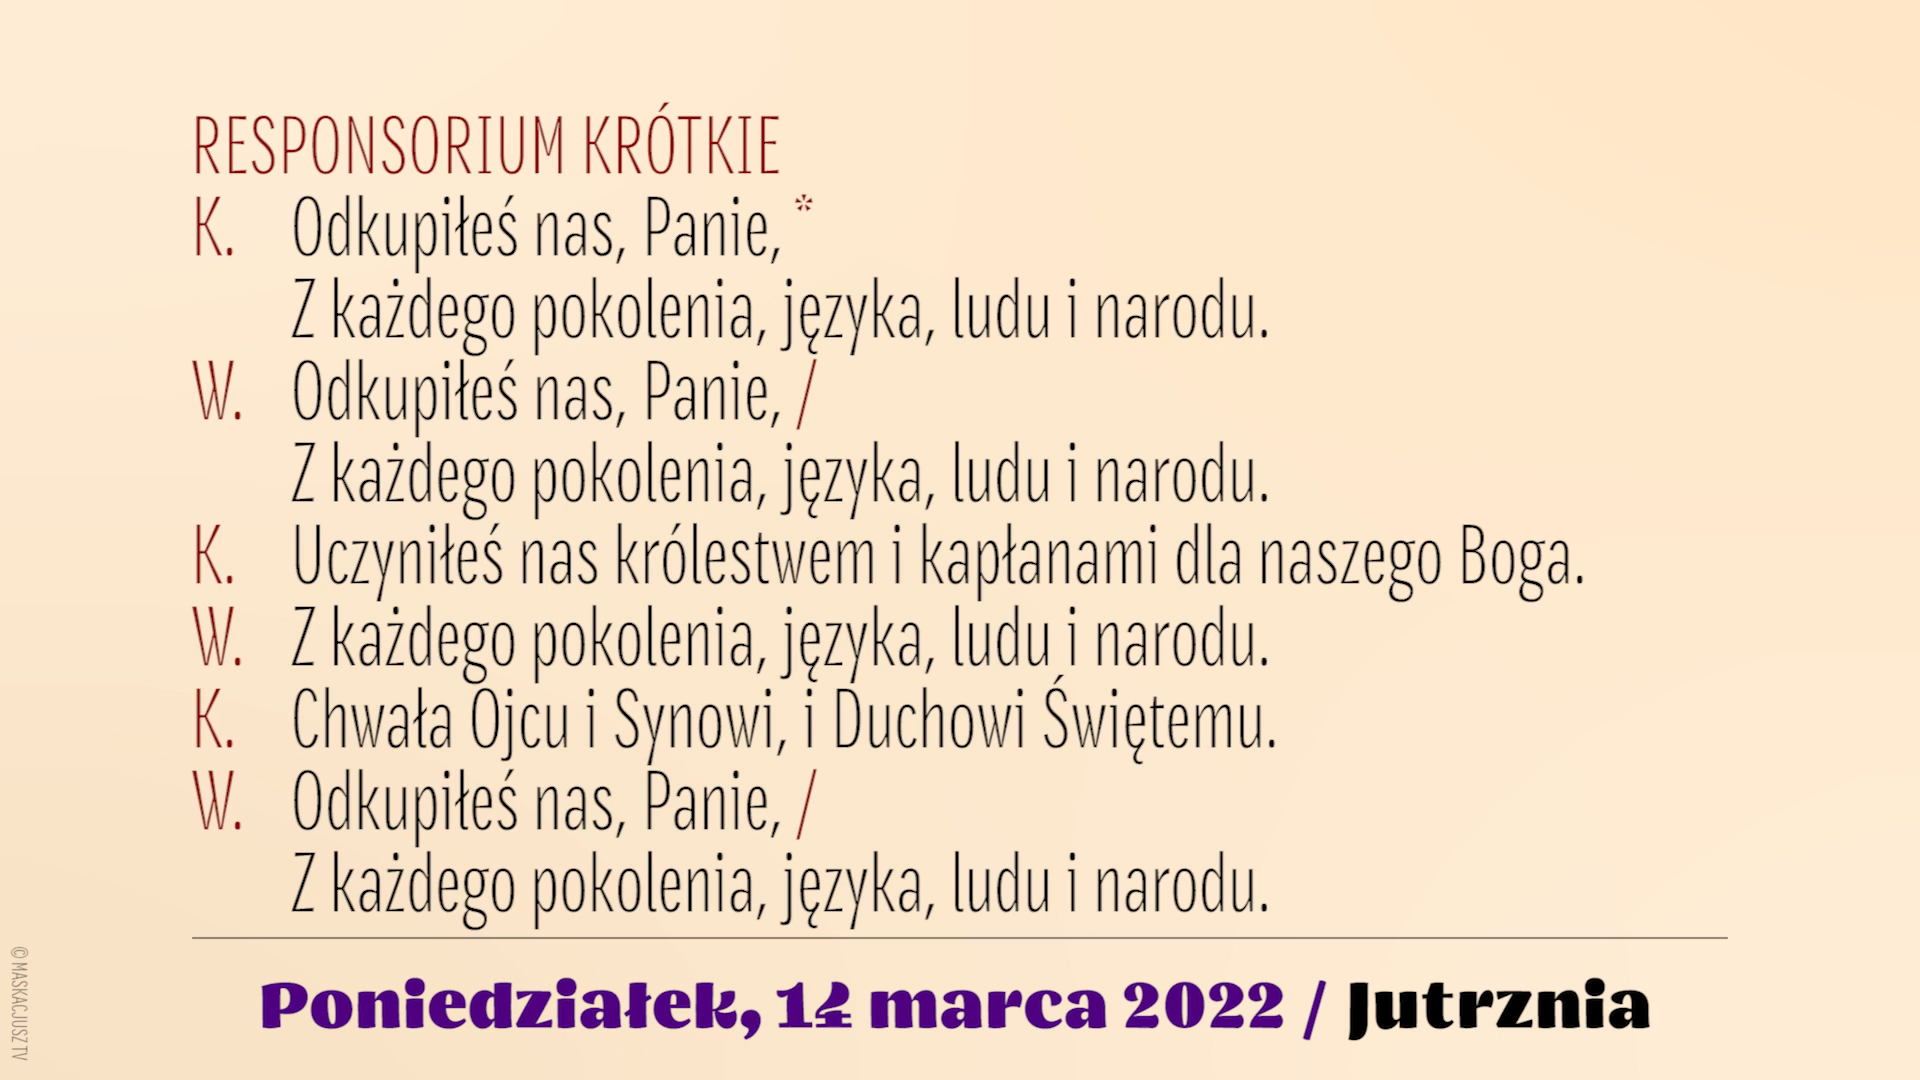 RESPONSORIUM KRÓTKIE
K. Odkupiłeś nas, Panie, *
Z każdego pokolenia, języka, ludu i narodu.
W. Odkupiłeś nas, Panie, /
Z każdego pokolenia, języka, ludu i narodu.
K. Uczyniłeś nas królestwem i kapłanami dla naszego Boga.
W. Z każdego pokolenia, języka, ludu i narodu.
K. Chwała Ojcu i Synowi, i Duchowi Świętemu.
W. Odkupiłeś nas, Panie, /
Z każdego pokolenia, języka, ludu i narodu.
Poniedziałek, 14 marca 2022 / Jutrznia
© MASKACJUSZ TV